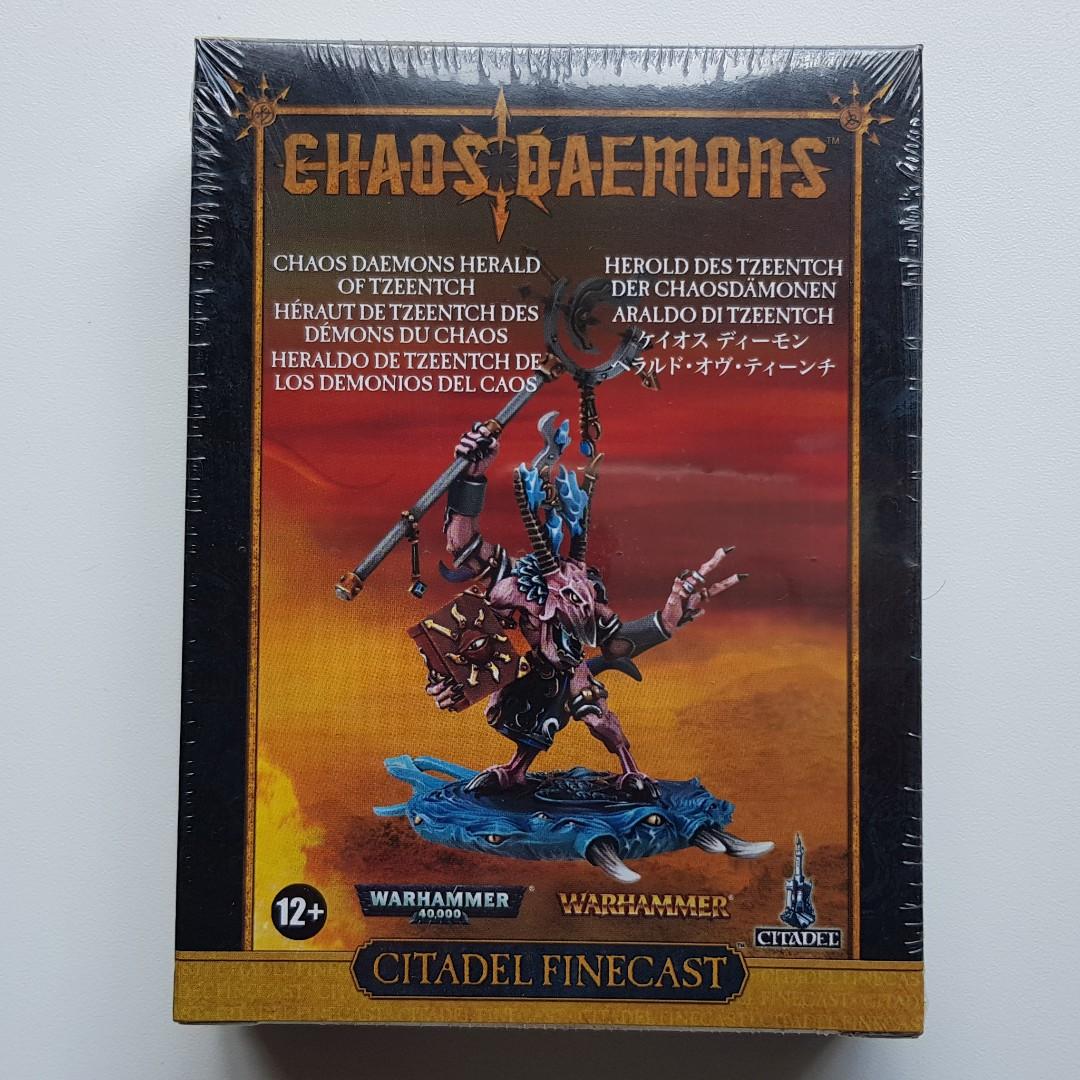 CHAOS DAEMONS™
CHAOS DAEMONS HERALD
OF TZEENTCH
HÉRAUT DE TZEENTCH DES
DÉMONS DU CHAOS
HERALDO DE TZEENTCH DE
LOS DEMONIOS DEL CAOS
HEROLD DES TZEENTCH
DER CHAOSDÄMONEN
ARALDO DI TZEENTCH
ケイオス ディーモン
ヘラルド・オヴ・ティーンチ
12+
WARHAMMER®
40,000
WARHAMMER®
CITADEL
CITADEL FINECAST™